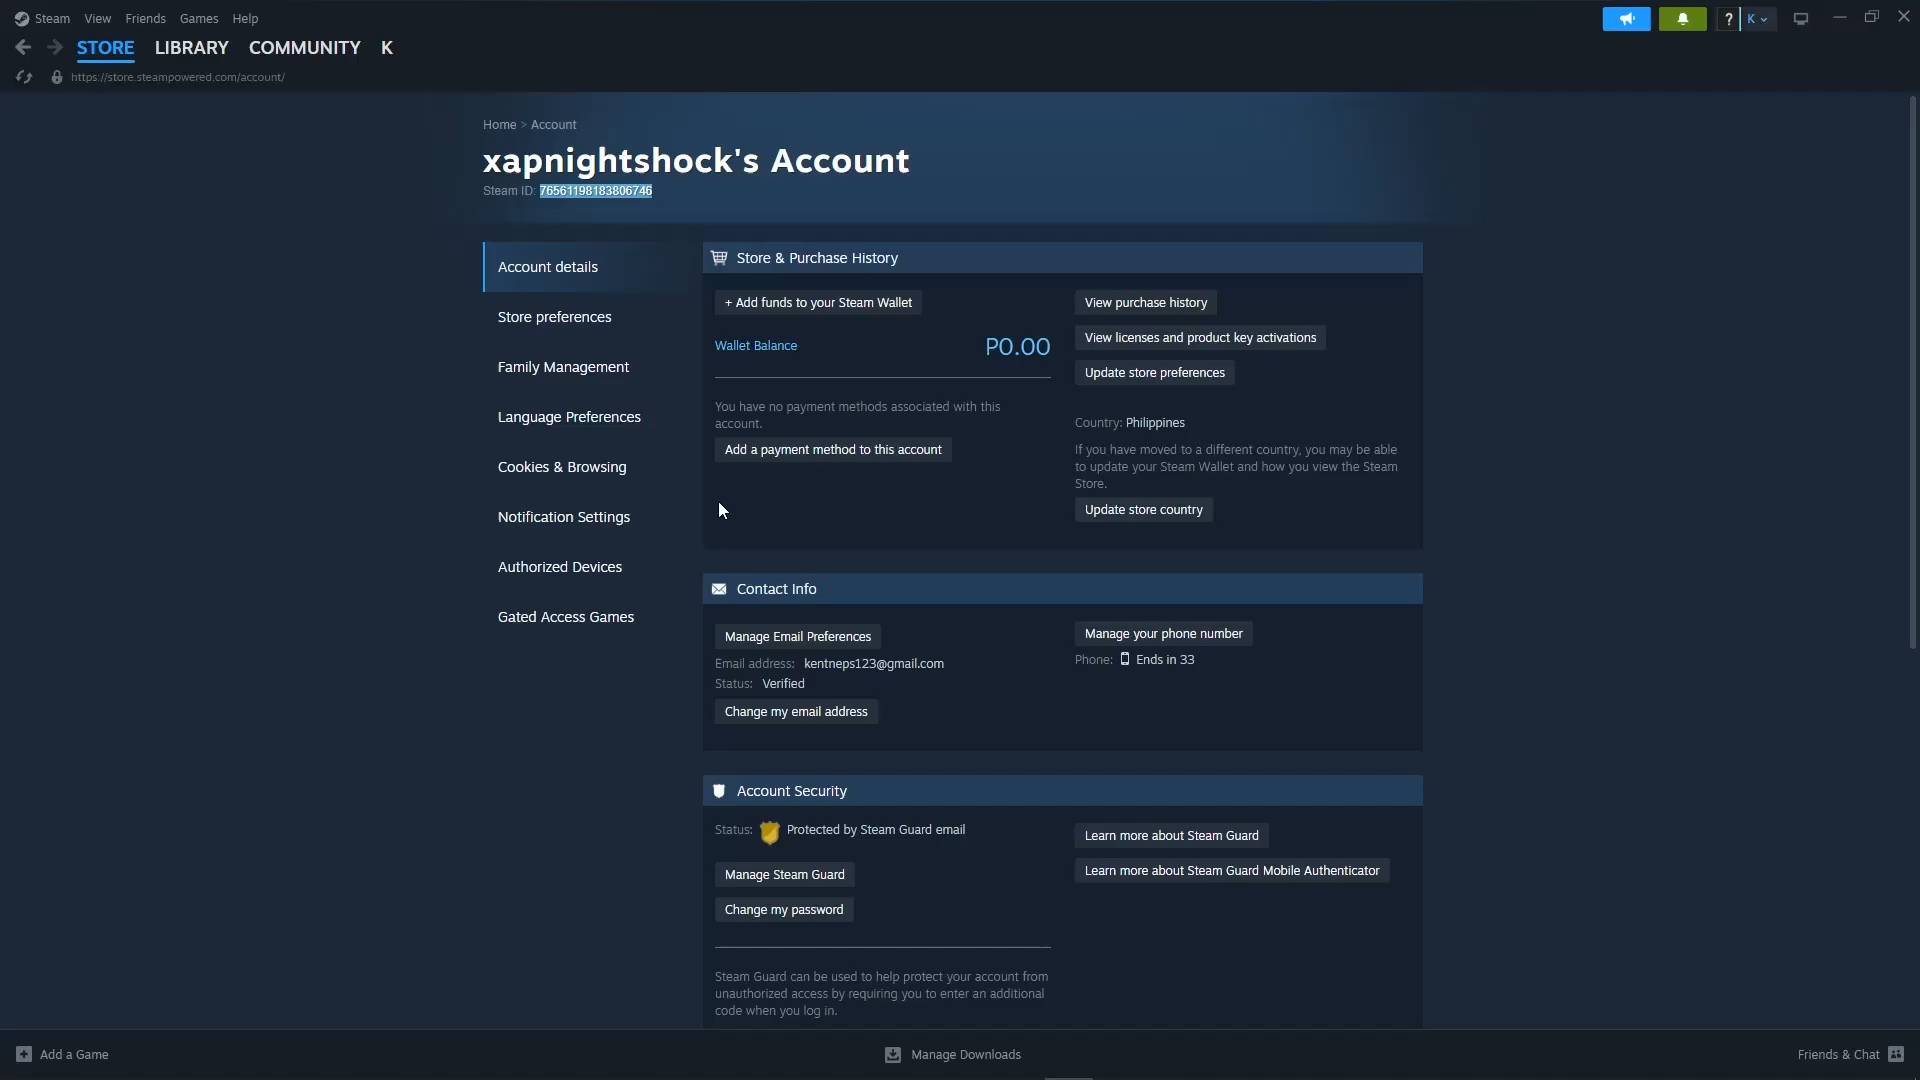 Steam View Friends Games Help
? K
STORE LIBRARY COMMUNITY K
https://store.steampowered.com/account/
Home > Account
xapnightshock's Account
Steam ID: 76561198183806746
Account details
Store preferences
Family Management
Language Preferences
Cookies & Browsing
Notification Settings
Authorized Devices
Gated Access Games
Store & Purchase History
+ Add funds to your Steam Wallet
Wallet Balance P0.00
You have no payment methods associated with this
account.
Add a payment method to this account
View purchase history
View licenses and product key activations
Update store preferences
Country: Philippines
If you have moved to a different country, you may be able
to update your Steam Wallet and how you view the Steam
Store.
Update store country
Contact Info
Manage Email Preferences
Email address: kentneps123@gmail.com
Status: Verified
Change my email address
Manage your phone number
Phone: Ends in 33
Account Security
Status: Protected by Steam Guard email
Manage Steam Guard
Change my password
Steam Guard can be used to help protect your account from
unauthorized access by requiring you to enter an additional
code when you log in.
Learn more about Steam Guard
Learn more about Steam Guard Mobile Authenticator
Add a Game
Manage Downloads
Friends & Chat